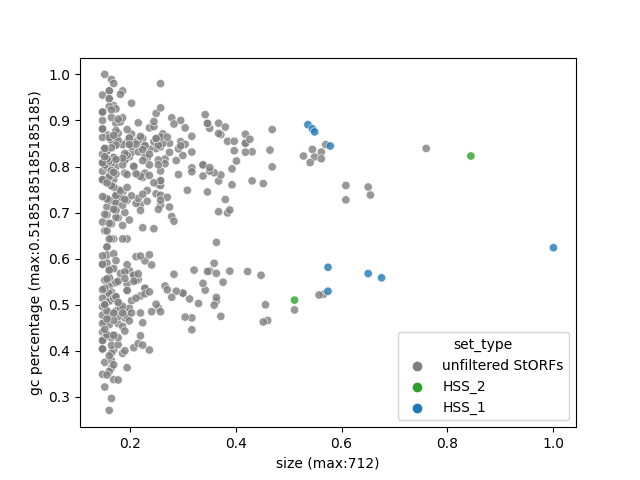 1.0
0.9
0.8
0.7
0.6
0.5
0.4
0.3
gc percentage (max:0.5185185185185185)
0.2 0.4 0.6 0.8 1.0
size (max:712)
set_type
unfiltered StORFs
HSS_2
HSS_1